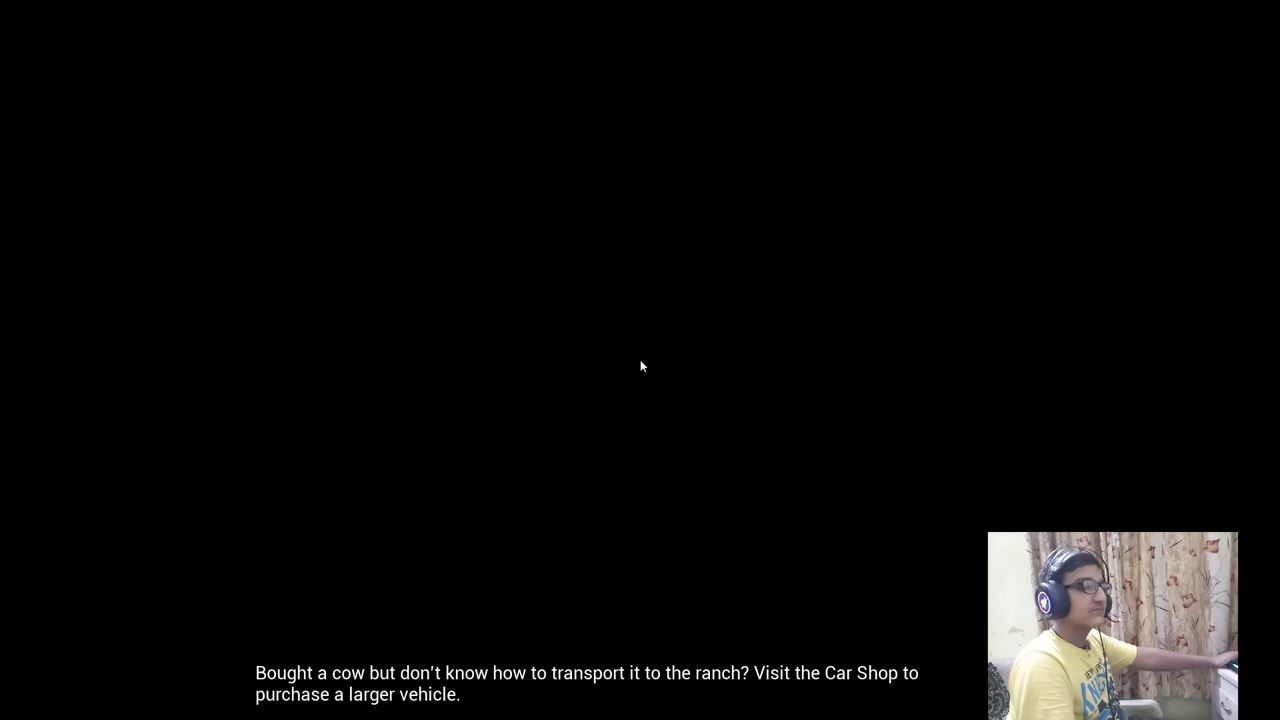 Bought a cow but don't know how to transport it to the ranch? Visit the Car Shop to
purchase a larger vehicle.